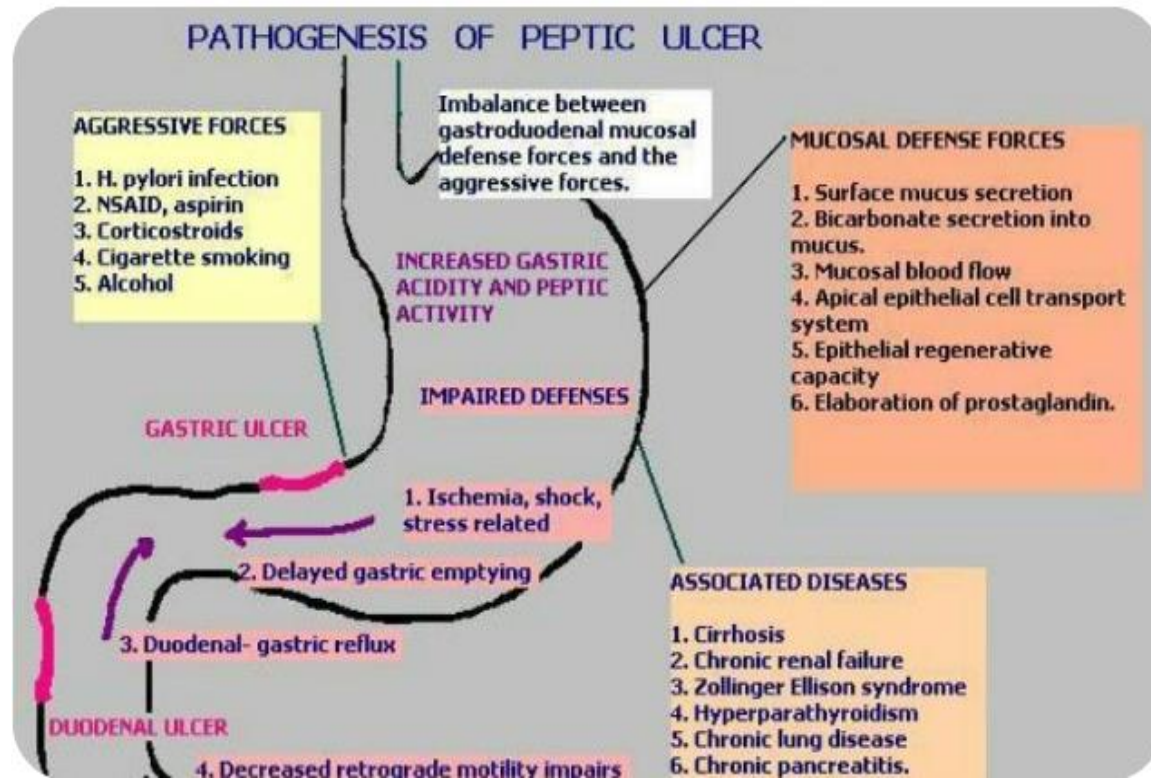 PATHOGENESIS OF PEPTIC ULCER
AGGRESSIVE FORCES
1. H. pylori infection
2. NSAID, aspirin
3. Corticostroids
4. Cigarette smoking
5. Alcohol
Imbalance between
gastroduodenal mucosal
defense forces and the
aggressive forces.
MUCOSAL DEFENSE FORCES
1. Surface mucus secretion
2. Bicarbonate secretion into
mucus.
3. Mucosal blood flow
4. Apical epithelial cell transport
system
5. Epithelial regenerative
capacity
6. Elaboration of prostaglandin.
INCREASED GASTRIC
ACIDITY AND PEPTIC
ACTIVITY
IMPAIRED DEFENSES
GASTRIC ULCER
1. Ischemia, shock,
stress related
2. Delayed gastric emptying
3. Duodenal- gastric reflux
DUODENAL ULCER
4. Decreased retrograde motility impairs
ASSOCIATED DISEASES
1. Cirrhosis
2. Chronic renal failure
3. Zollinger Ellison syndrome
4. Hyperparathyroidism
5. Chronic lung disease
6. Chronic pancreatitis.